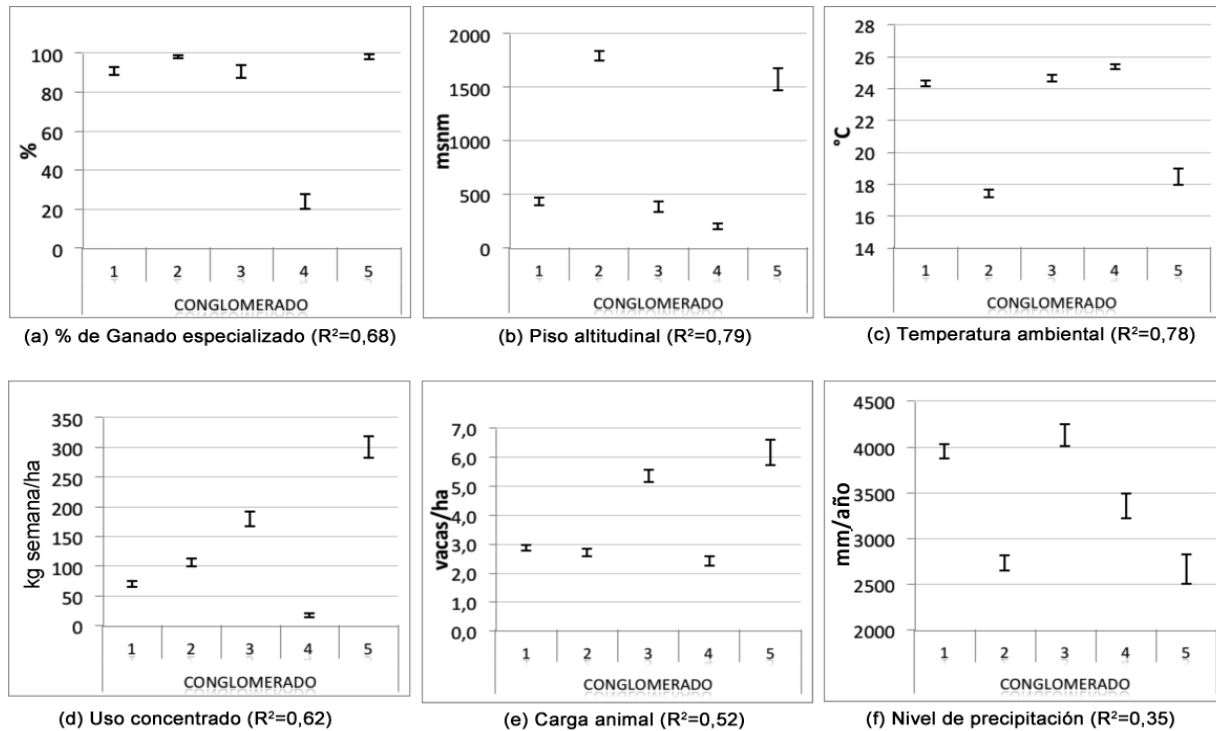 100
80
60
40
20
0
%
1 2 3 4 5
CONGLOMERADO
(a) % de Ganado especializado (R²=0,68)
2000
1500
1000
500
0
msnm
1 2 3 4 5
CONGLOMERADO
(b) Piso altitudinal (R²=0,79)
28
26
24
22
20
18
16
14
°C
1 2 3 4 5
CONGLOMERADO
(c) Temperatura ambiental (R²=0,78)
350
300
250
200
150
100
50
0
kg semana/ha
1 2 3 4 5
CONGLOMERADO
(d) Uso concentrado (R²=0,62)
7,0
6,0
5,0
4,0
3,0
2,0
1,0
0,0
vacas/ha
1 2 3 4 5
CONGLOMERADO
(e) Carga animal (R²=0,52)
4500
4000
3500
3000
2500
2000
mm/año
1 2 3 4 5
CONGLOMERADO
(f) Nivel de precipitación (R²=0,35)